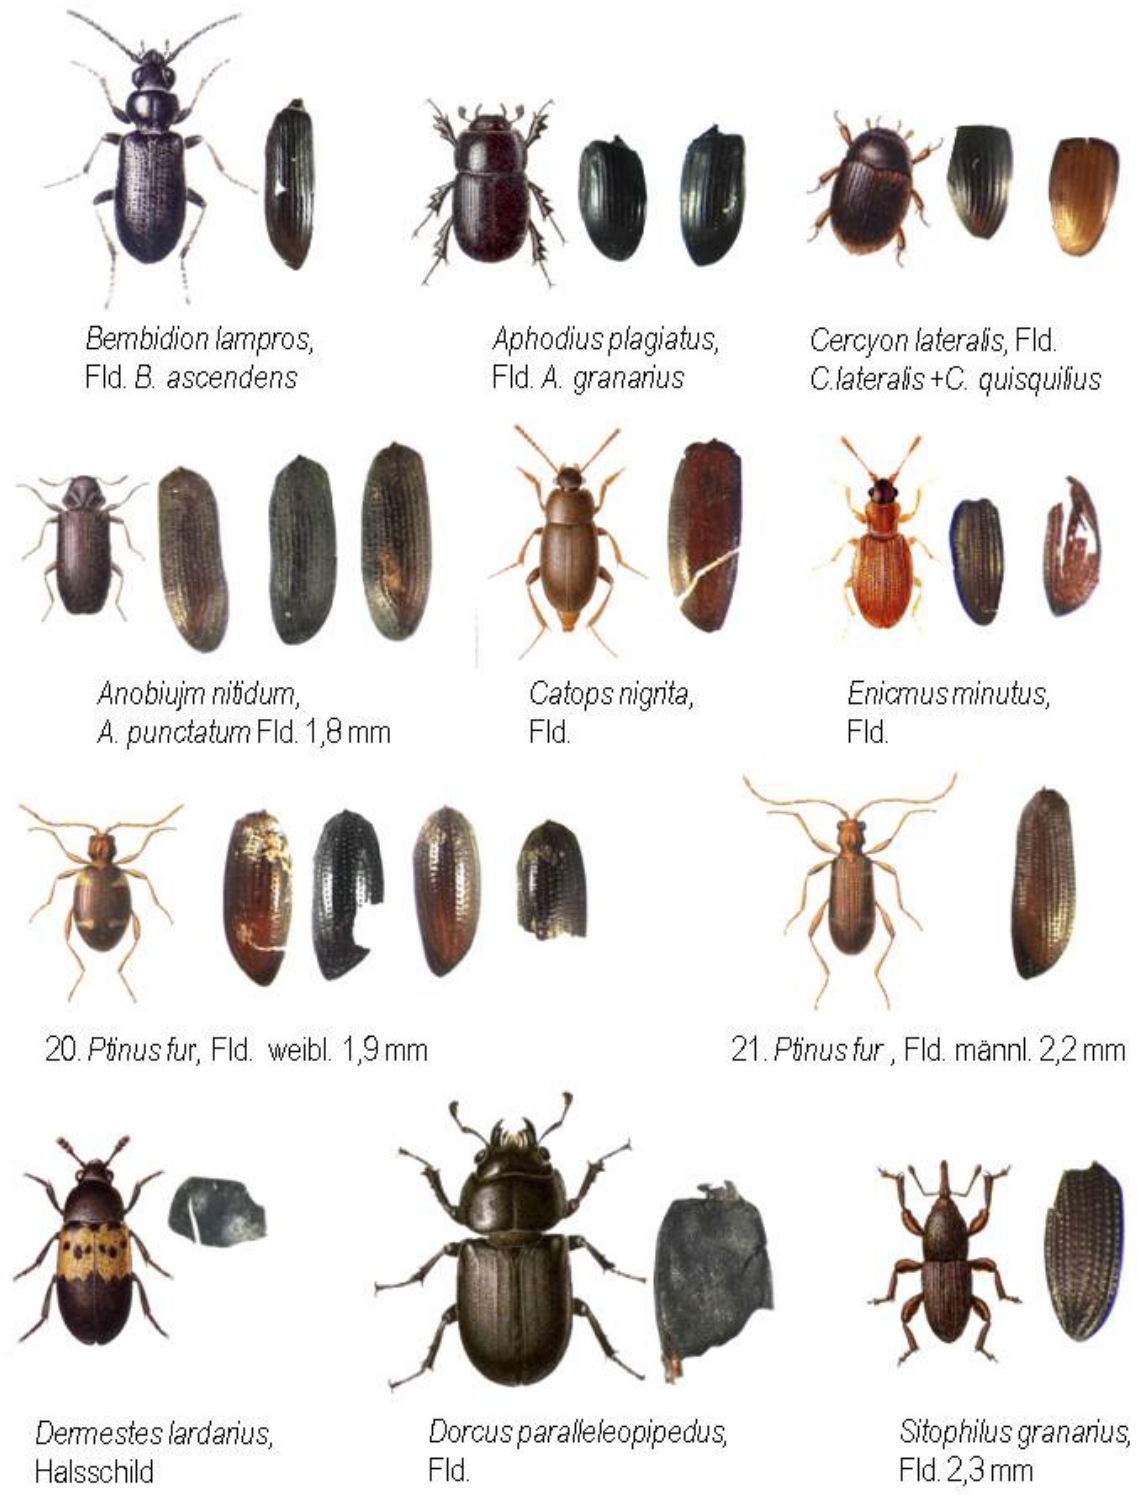 Bembidion lampros,
Fld. B. ascendens
Aphodius plagiatus,
Fld. A. granarius
Cercyon lateralis, Fld.
C.lateralis +C. quisquilius
Anobiujm nitidum,
A. punctatum Fld. 1,8 mm
Catops nigrita,
Fld.
Enicmus minutus,
Fld.
20. Ptinus fur, Fld. weibl. 1,9 mm
21. Ptinus fur , Fld. männl. 2,2 mm
Dermestes lardarius,
Halsschild
Dorcus paralleleopipedus,
Fld.
Sitophilus granarius,
Fld. 2,3 mm